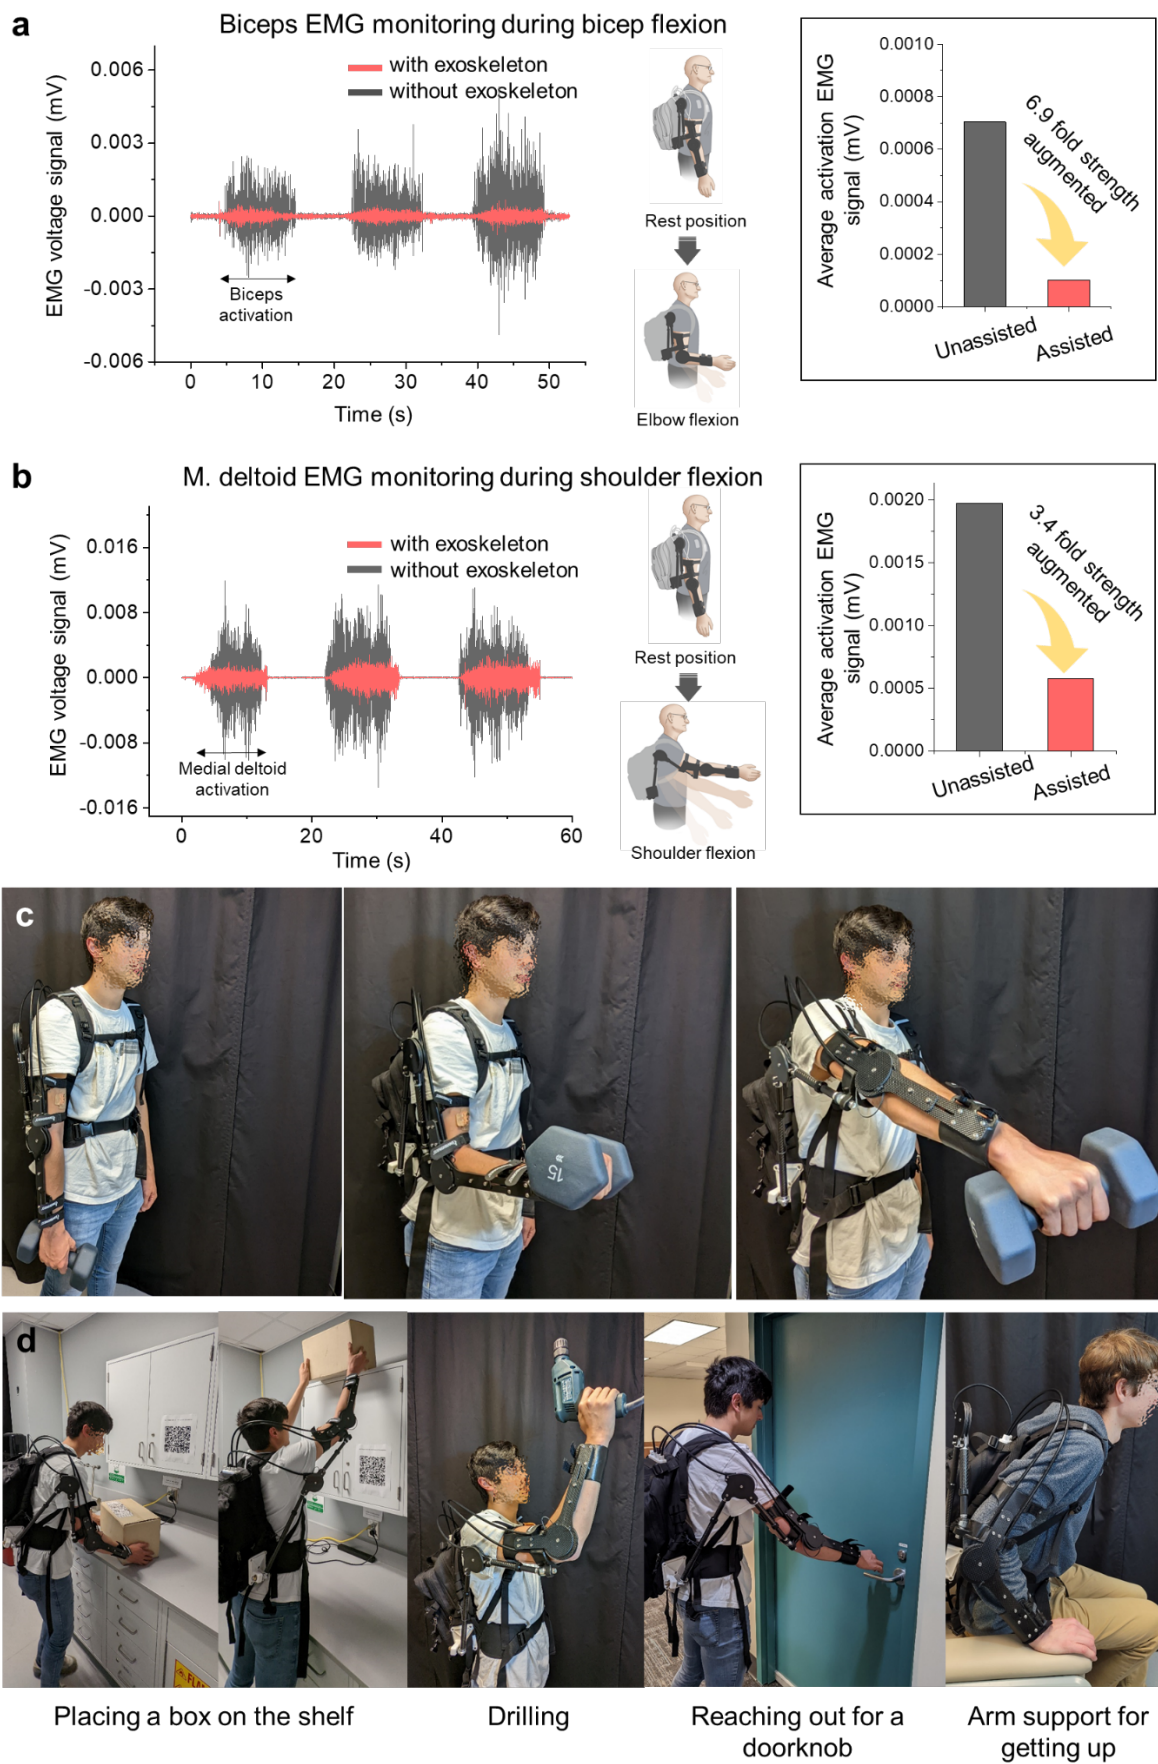 a
Biceps EMG monitoring during bicep flexion
with exoskeleton
without exoskeleton
EMG voltage signal (mV)
0.006
0.003
0.000
-0.003
-0.006
Biceps
activation
0 10 20 30 40 50
Time (s)
Rest position
Elbow flexion
Average activation EMG
signal (mV)
0.0010
0.0008
0.0006
0.0004
0.0002
0.0000
6.9 fold strength
augmented
Unassisted
Assisted
b
M. deltoid EMG monitoring during shoulder flexion
with exoskeleton
without exoskeleton
EMG voltage signal (mV)
0.016
0.008
0.000
-0.008
-0.016
Medial deltoid
activation
0 20 40 60
Time (s)
Rest position
Shoulder flexion
Average activation EMG
signal (mV)
0.0020
0.0015
0.0010
0.0005
0.0000
3.4 fold strength
augmented
Unassisted
Assisted
c
15
d
Placing a box on the shelf
Drilling
Reaching out for a
doorknob
Arm support for
getting up